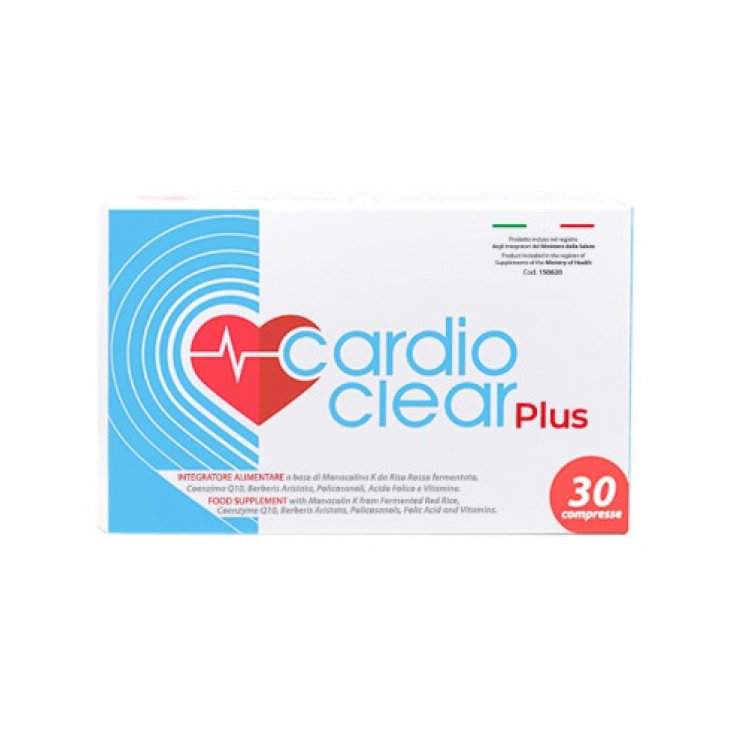 Prodotto incluso nel registro
degli integratori del Ministero della Salute
Product included in the register of
Supplements of the Ministry of Health
Cod. 150620
cardio
clear Plus
INTEGRATORE ALIMENTARE a base di Monacolina K da Riso Rosso fermentato,
Coenzima Q10, Berberis Aristata, Policosanoli, Acido Folico e Vitamine.
FOOD SUPPLEMENT with Monacolin K from Fermented Red Rice,
Coenzyme Q10, Berberis Aristata, Policosanols, Folic Acid and Vitamins.
30
compresse